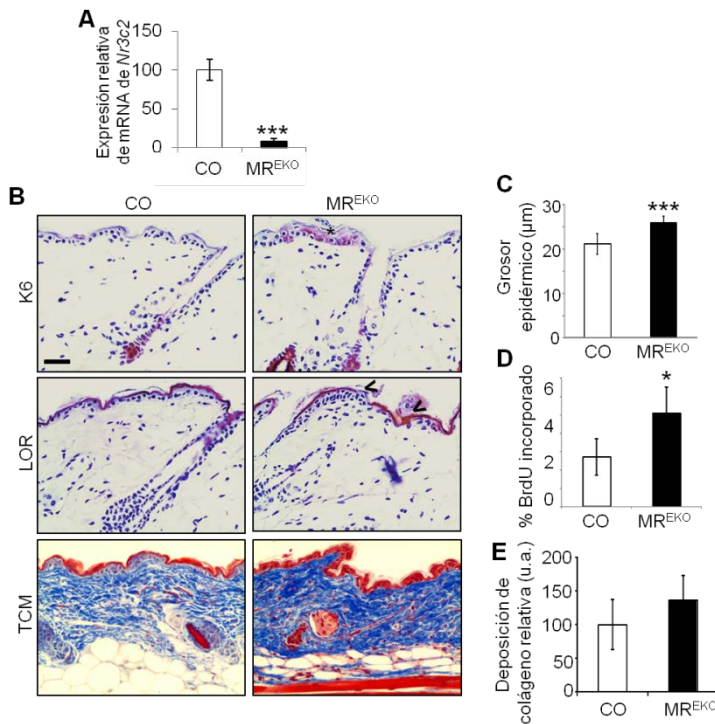 A
Expresión relativa
de mRNA de Nr3c2
150
100
50
0
***
CO
MR^EKO
B
CO
MR^EKO
K6
*
LOR
<
<
TCM
C
Grosor
epidérmico (µm)
30
20
10
0
***
CO
MR^EKO
D
% BrdU incorporado
6
4
2
0
*
CO
MR^EKO
E
Deposición de
colágeno relativa (u.a.)
200
150
100
50
0
CO
MR^EKO